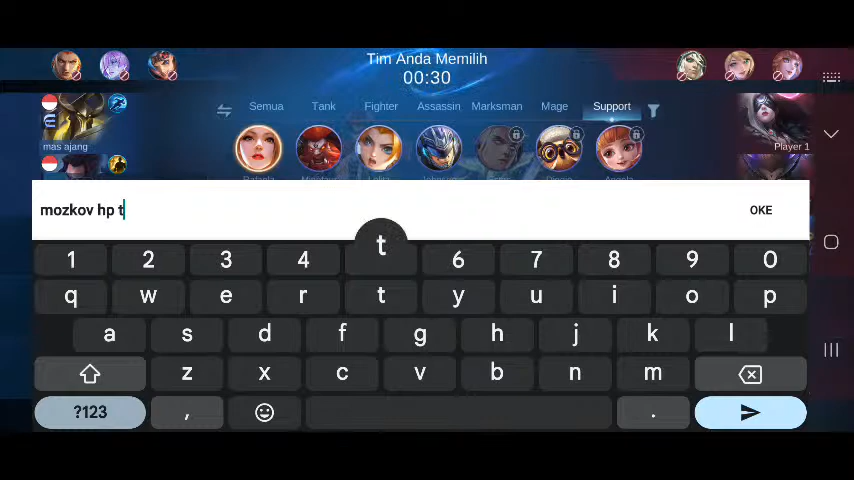 Tim Anda Memilih
00:30
Semua Tank Fighter Assassin Marksman Mage Support
mas ajang
Player 1
mozkov hp t
OKE
t
1 2 3 4 6 7 8 9 0
q w e r t y u i o p
a s d f g h j k l
z x c v b n m
?123 , .